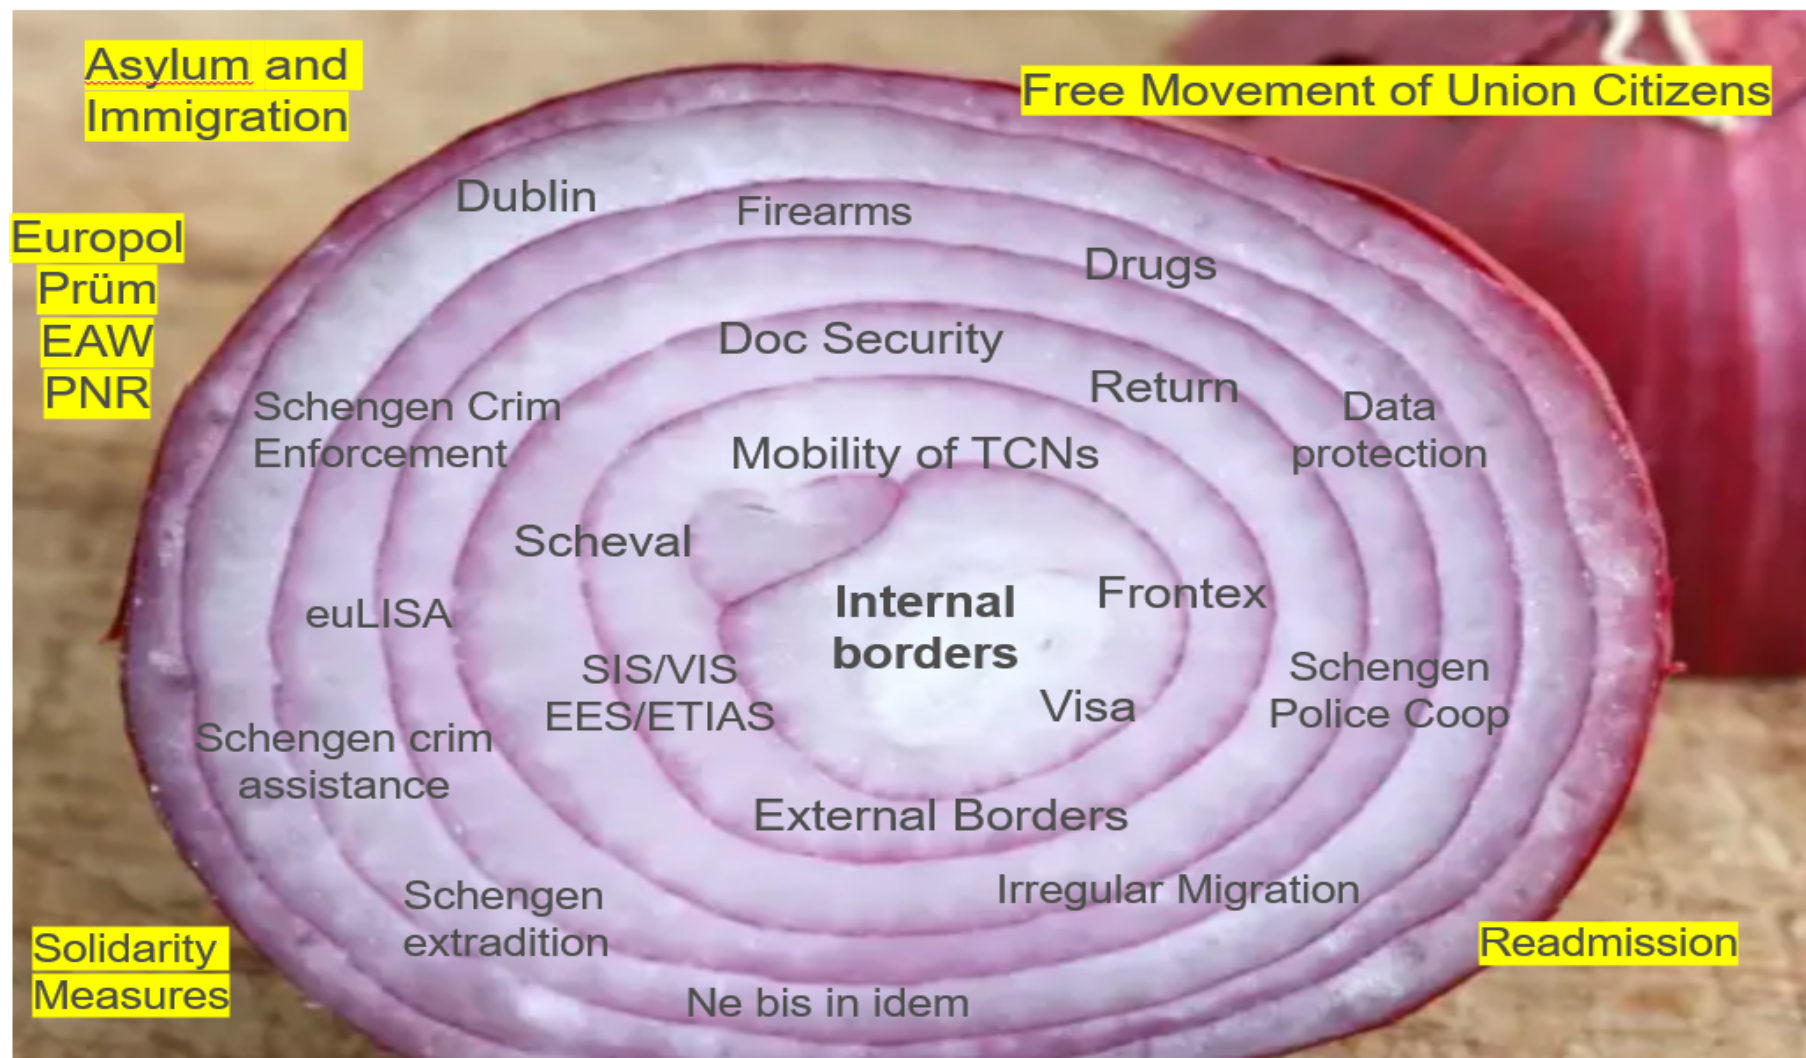 Asylum and
Immigration
Free Movement of Union Citizens
Dublin
Firearms
Europol
Prüm
EAW
PNR
Drugs
Doc Security
Return
Schengen Crim
Enforcement
Data
protection
Mobility of TCNs
Scheval
Internal
borders
Frontex
euLISA
SIS/VIS
EES/ETIAS
Visa
Schengen
Police Coop
Schengen crim
assistance
External Borders
Schengen
extradition
Irregular Migration
Solidarity
Measures
Readmission
Ne bis in idem